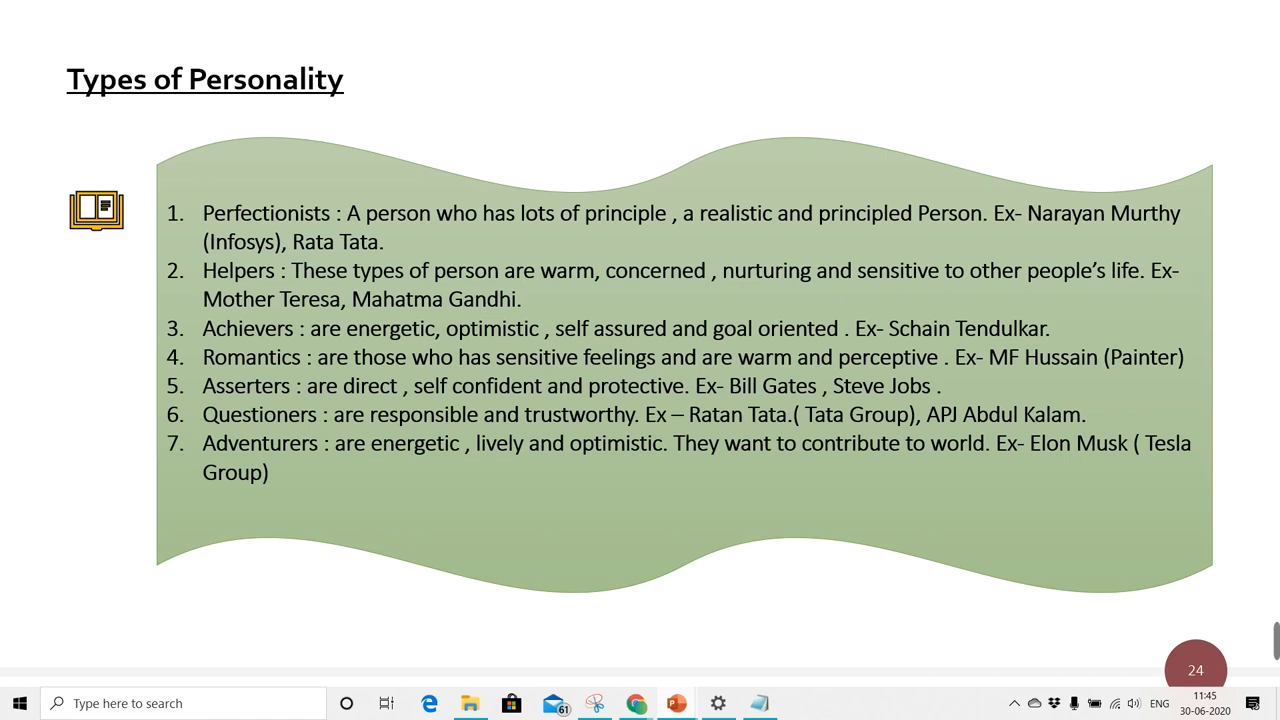 Types of Personality
1. Perfectionists : A person who has lots of principle , a realistic and principled Person. Ex- Narayan Murthy
(Infosys), Rata Tata.
2. Helpers : These types of person are warm, concerned , nurturing and sensitive to other people’s life. Ex-
Mother Teresa, Mahatma Gandhi.
3. Achievers : are energetic, optimistic , self assured and goal oriented . Ex- Schain Tendulkar.
4. Romantics : are those who has sensitive feelings and are warm and perceptive . Ex- MF Hussain (Painter)
5. Asserters : are direct , self confident and protective. Ex- Bill Gates , Steve Jobs .
6. Questioners : are responsible and trustworthy. Ex – Ratan Tata.( Tata Group), APJ Abdul Kalam.
7. Adventurers : are energetic , lively and optimistic. They want to contribute to world. Ex- Elon Musk ( Tesla
Group)
24
Type here to search
61
ENG
11:45
30-06-2020